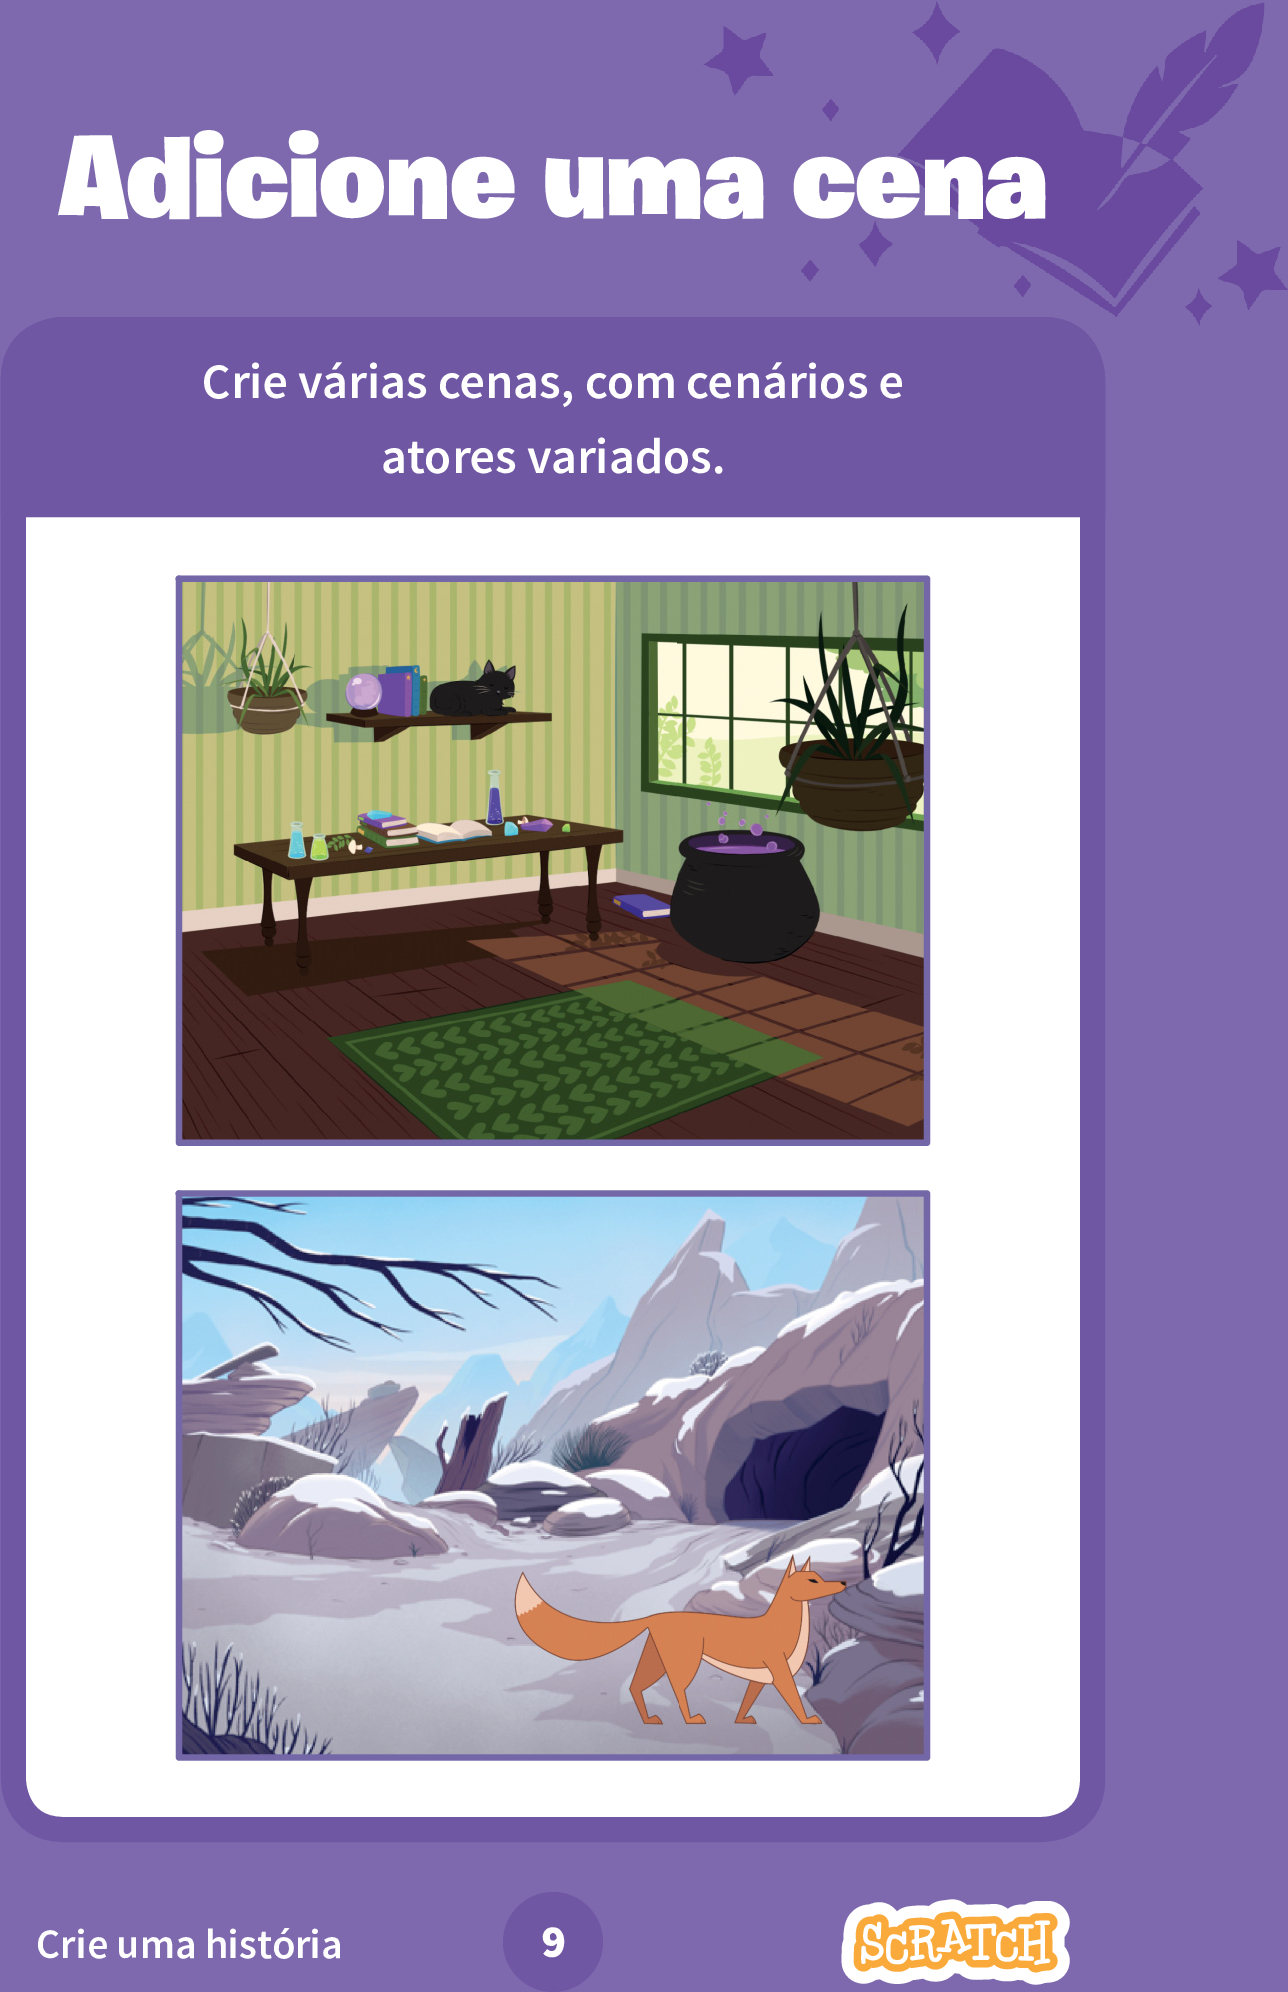 Adicione uma cena
Crie várias cenas, com cenários e
atores variados.
Crie uma história
9
SCRATCH